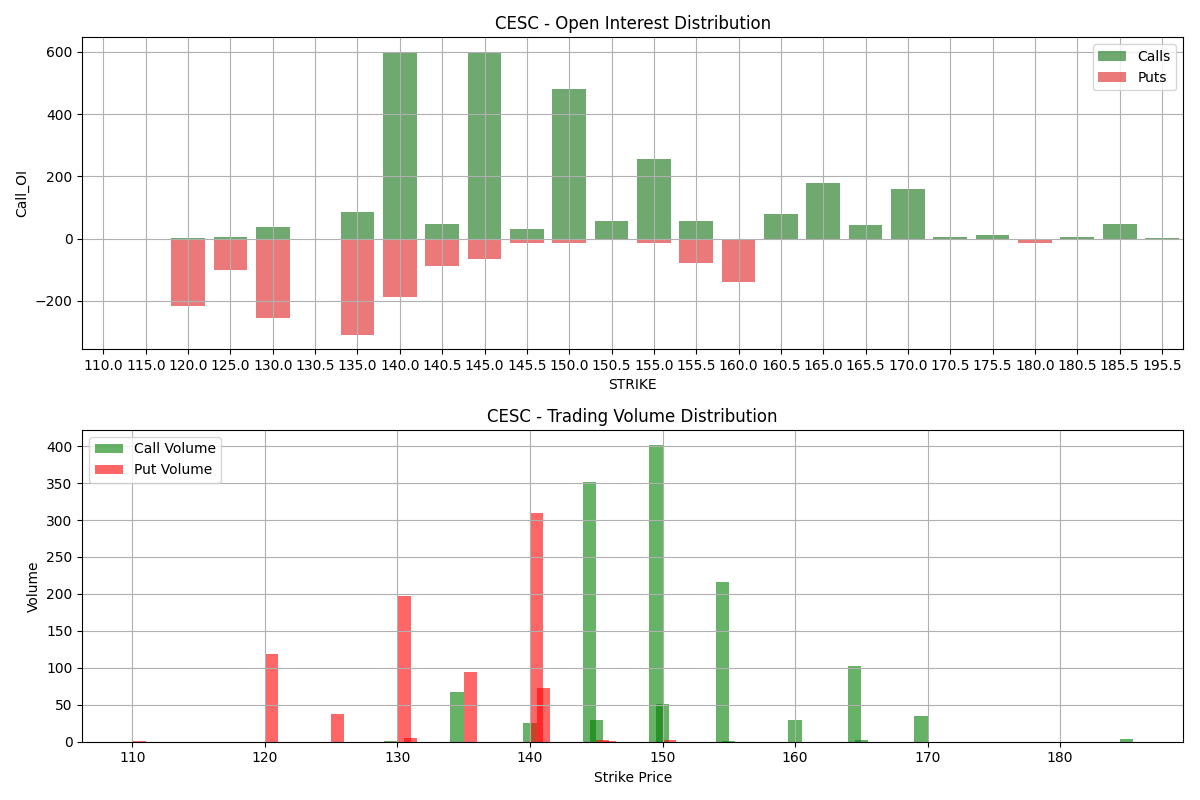 CESC - Open Interest Distribution
Calls
Puts
600
400
200
0
−200
Call_OI
110.0 115.0 120.0 125.0 130.0 130.5 135.0 140.0 140.5 145.0 145.5 150.0 150.5 155.0 155.5 160.0 160.5 165.0 165.5 170.0 170.5 175.5 180.0 180.5 185.5 195.5
STRIKE
CESC - Trading Volume Distribution
Call Volume
Put Volume
400
350
300
250
200
150
100
50
0
Volume
110 120 130 140 150 160 170 180
Strike Price